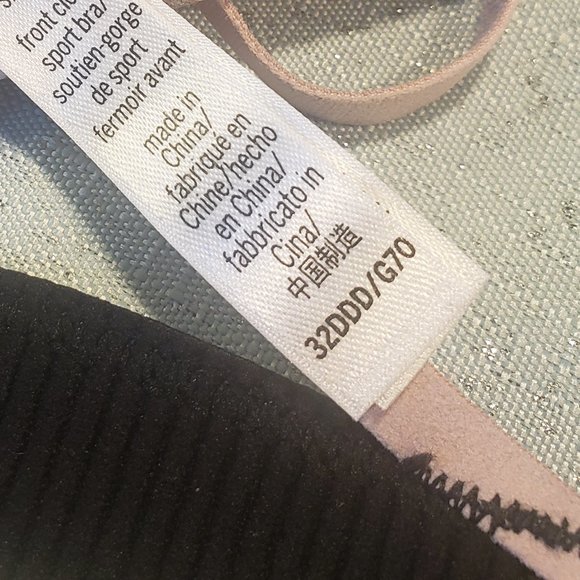 front clo
sport bra/
soutien-gorge
de sport
fermoir avant
made in
China/
fabriqué en
Chine/hecho
en China/
fabbricato in
Cina/
中国制造
32DDD/G70